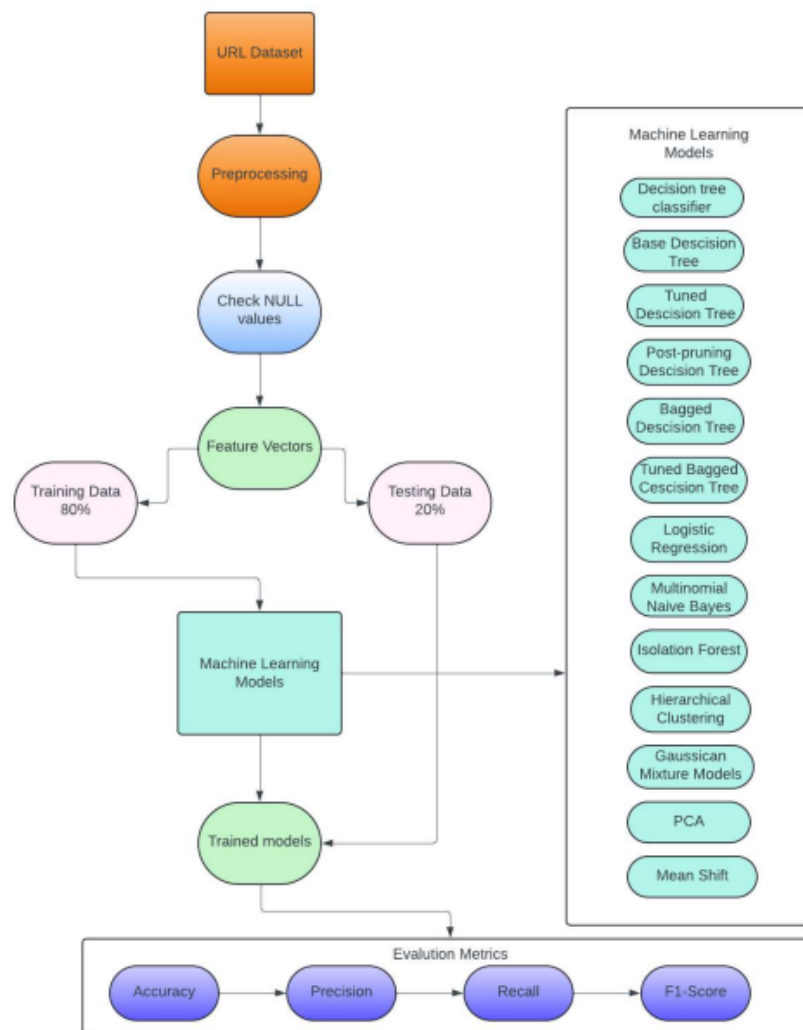 URL Dataset
Preprocessing
Check NULL
values
Feature Vectors
Training Data
80%
Testing Data
20%
Machine Learning
Models
Trained models
Machine Learning
Models
Decision tree
classifier
Base Descision
Tree
Tuned
Descision Tree
Post-pruning
Descision Tree
Bagged
Descision Tree
Tuned Bagged
Cescision Tree
Logistic
Regression
Multinomial
Naive Bayes
Isolation Forest
Hierarchical
Clustering
Gaussican
Mixture Models
PCA
Mean Shift
Evalution Metrics
Accuracy
Precision
Recall
F1-Score